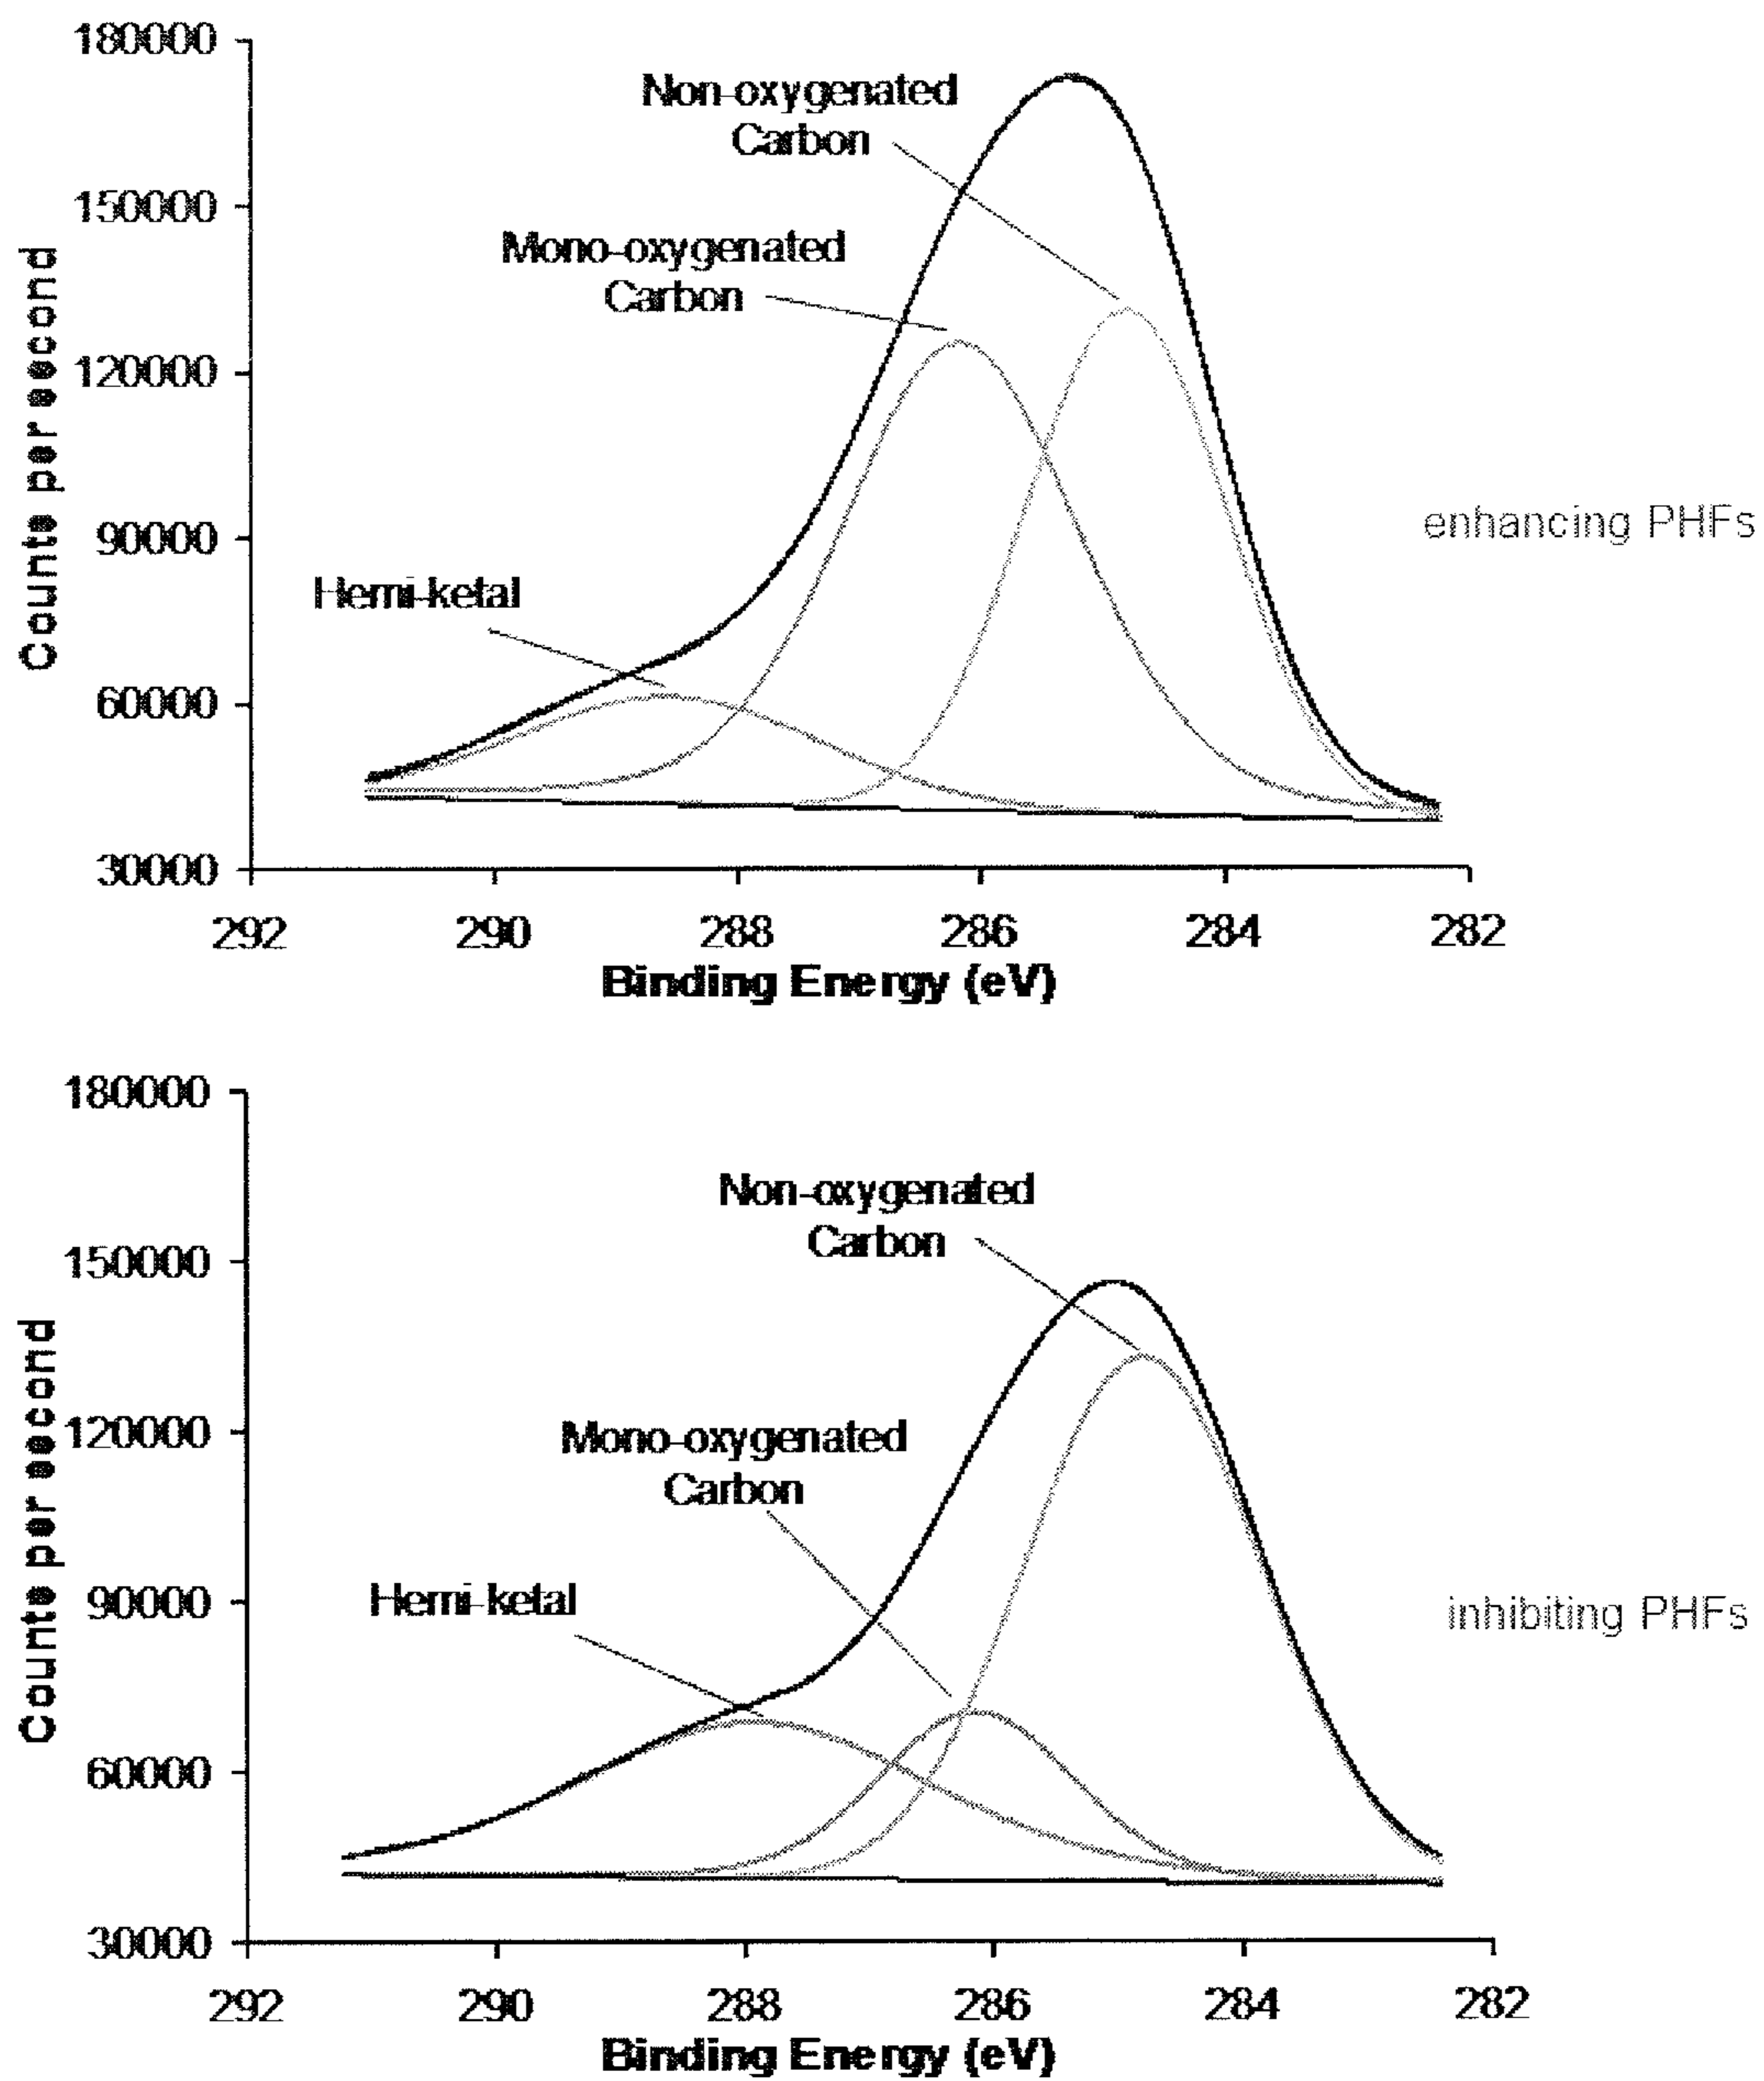 180000
Non-oxygenated
Carbon
150000
Mono-oxygenated
Carbon
120000
Counts per second
90000
enhancing PHFs
Hemi-ketal
60000
30000
292 290 288 286 284 282
Binding Energy (eV)
180000
Non-oxygenated
Carbon
150000
Mono-oxygenated
Carbon
120000
Counts per second
Hemi-ketal
90000
inhibiting PHFs
60000
30000
292 290 288 286 284 282
Binding Energy (eV)